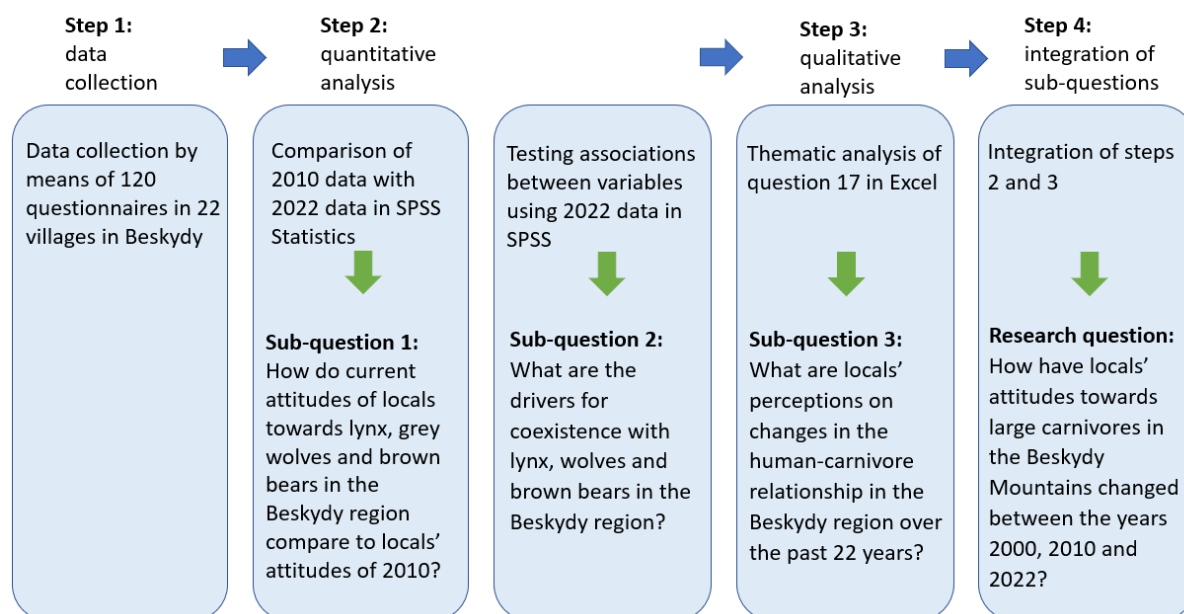 Step 1:
data
collection
Step 2:
quantitative
analysis
Step 3:
qualitative
analysis
Step 4:
integration of
sub-questions
Data collection by
means of 120
questionnaires in 22
villages in Beskydy
Comparison of
2010 data with
2022 data in SPSS
Statistics
Sub-question 1:
How do current
attitudes of locals
towards lynx, grey
wolves and brown
bears in the
Beskydy region
compare to locals’
attitudes of 2010?
Testing associations
between variables
using 2022 data in
SPSS
Sub-question 2:
What are the
drivers for
coexistence with
lynx, wolves and
brown bears in the
Beskydy region?
Thematic analysis of
question 17 in Excel
Sub-question 3:
What are locals’
perceptions on
changes in the
human-carnivore
relationship in the
Beskydy region over
the past 22 years?
Integration of steps
2 and 3
Research question:
How have locals’
attitudes towards
large carnivores in
the Beskydy
Mountains changed
between the years
2000, 2010 and
2022?